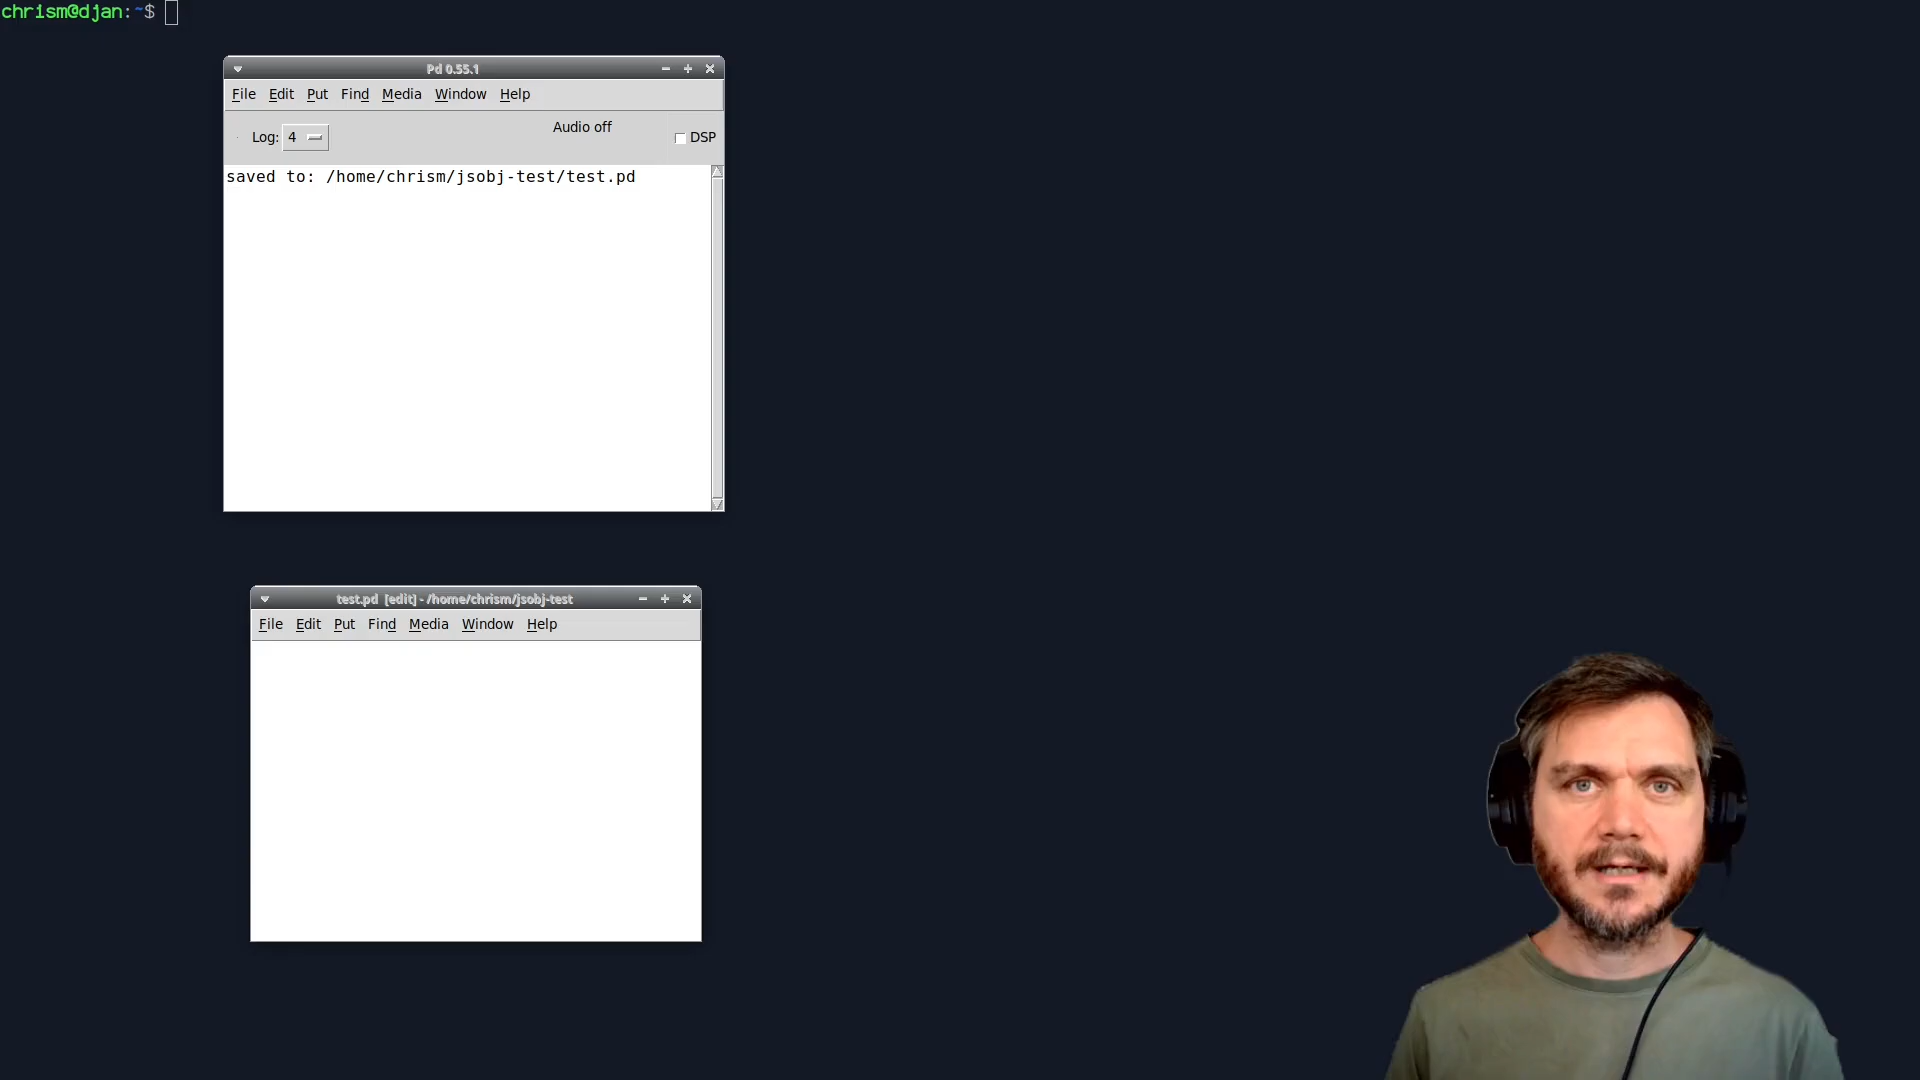 chrism@djan:~$
Pd 0.55.1
File Edit Put Find Media Window Help
Log: 4
Audio off
DSP
saved to: /home/chrism/jsobj-test/test.pd
test.pd [edit] - /home/chrism/jsobj-test
File Edit Put Find Media Window Help